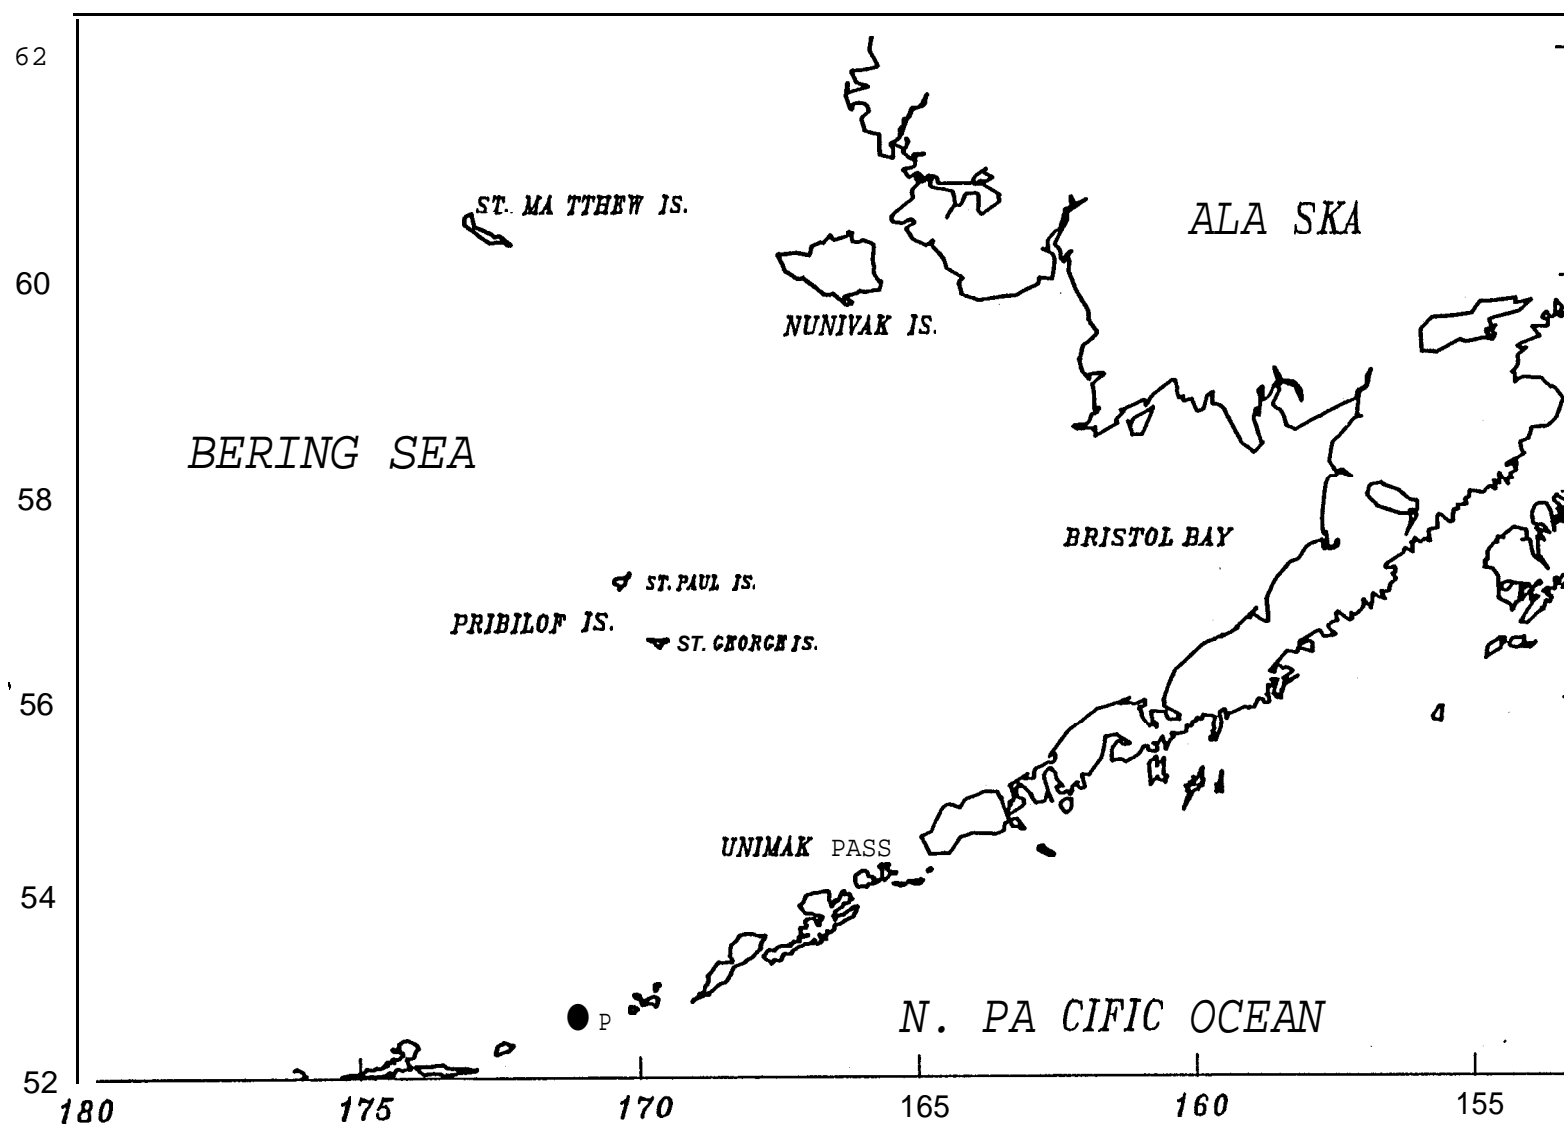 62
ST. MA TTHEW IS.
ALA SKA
60
NUNIVAK IS.
BERING SEA
58
BRISTOL BAY
ST. PAUL IS.
PRIBILOF IS.
ST. GEORGE IS.
56
UNIMAK PASS
54
N. PA CIFIC OCEAN
P
52
180 175 170 165 160 155